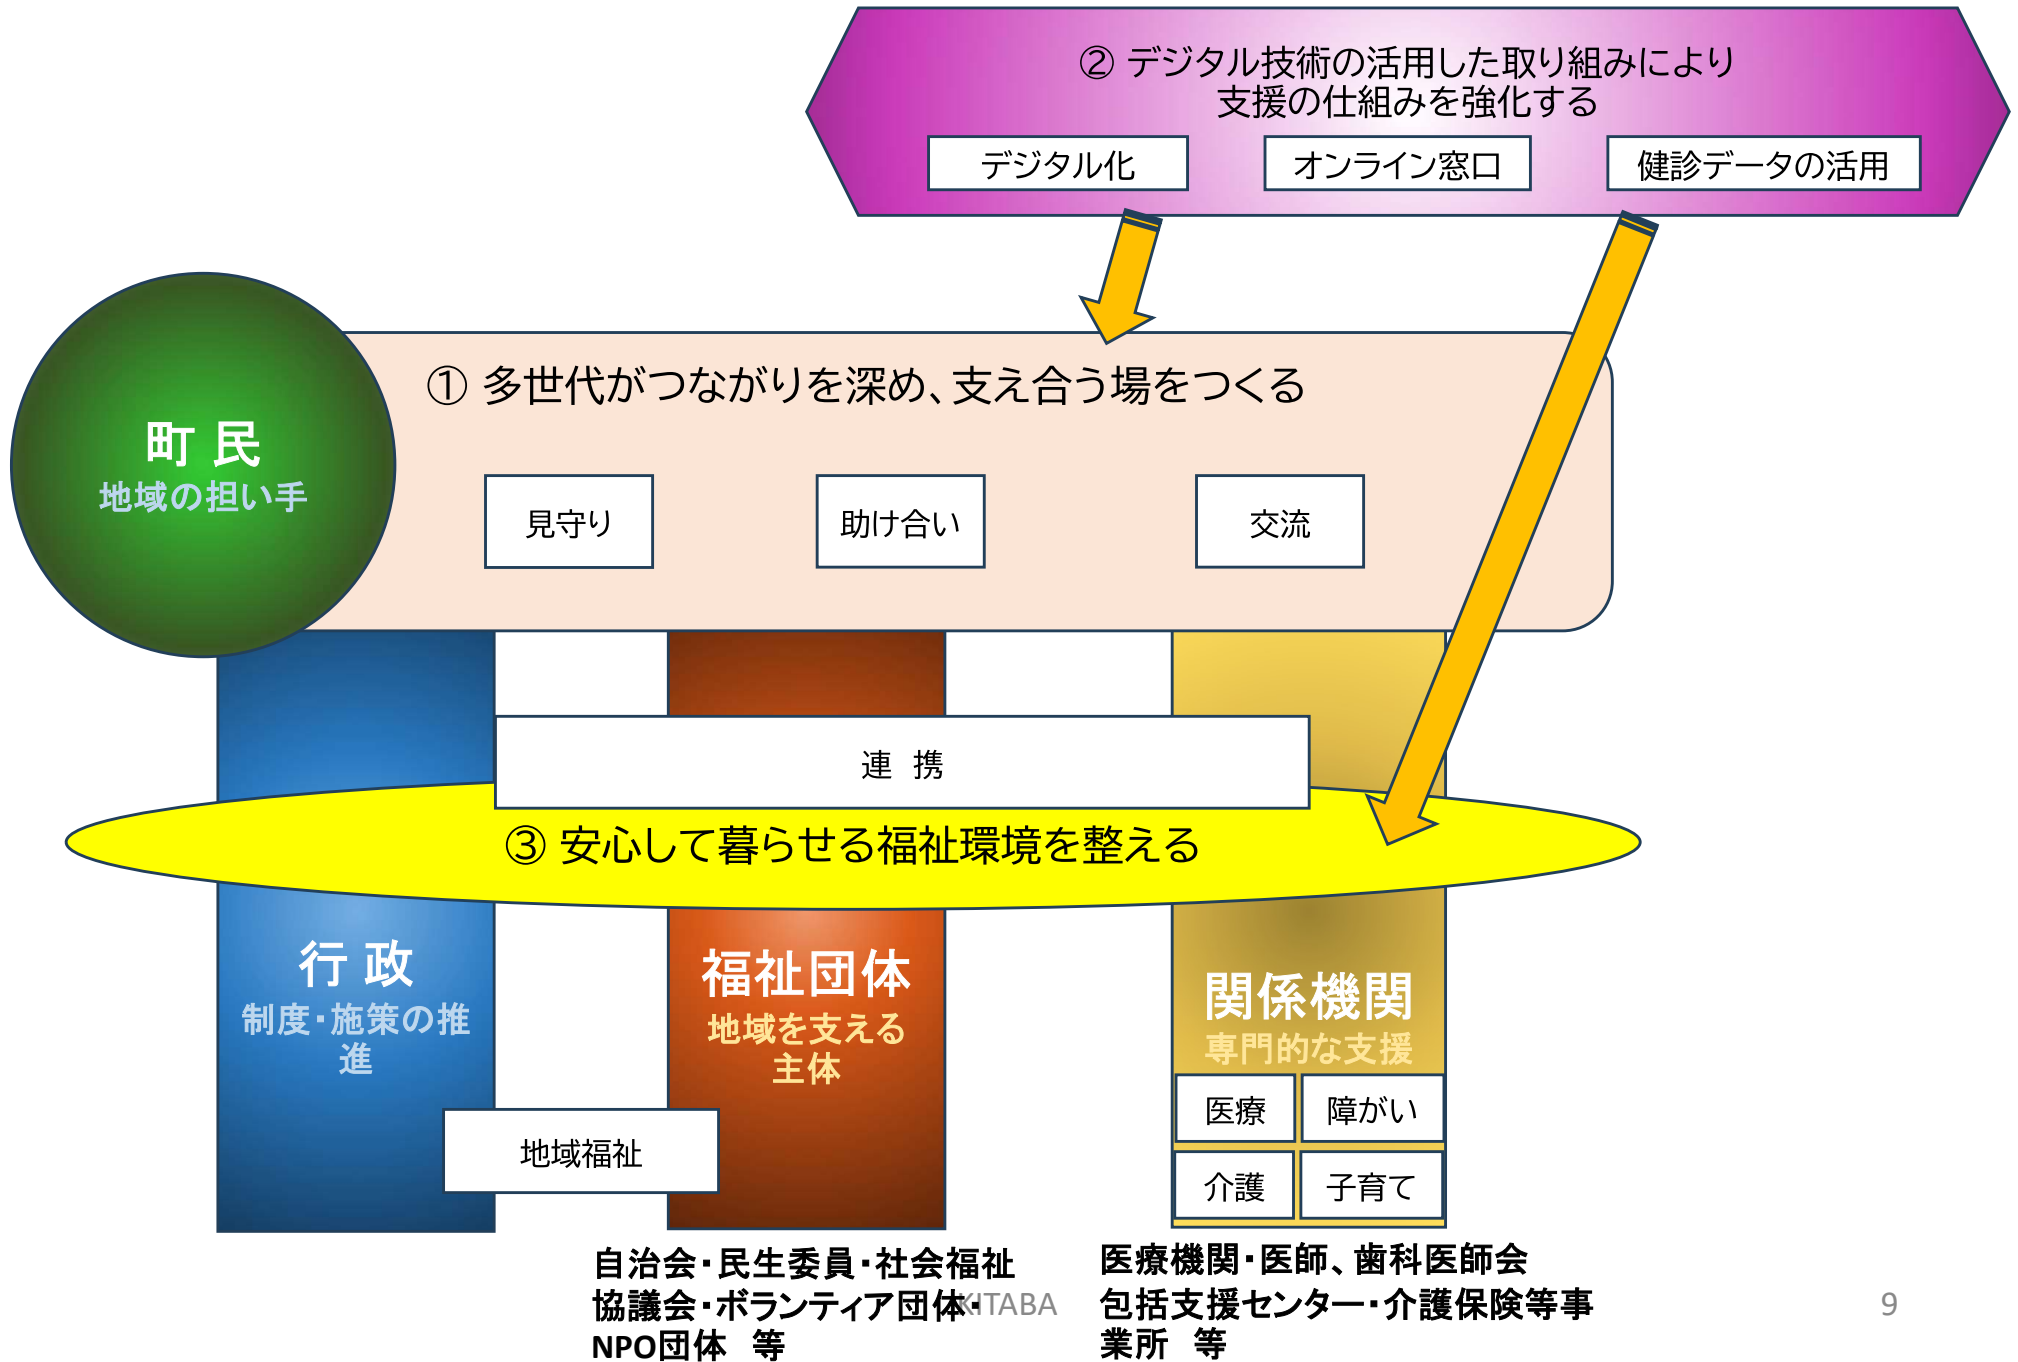 ② デジタル技術の活用した取り組みにより
支援の仕組みを強化する
デジタル化
オンライン窓口
健診データの活用
町 民
地域の担い手
① 多世代がつながりを深め、支え合う場をつくる
見守り
助け合い
交流
連 携
③ 安心して暮らせる福祉環境を整える
行 政
制度・施策の推
進
福祉団体
地域を支える
主体
関係機関
専門的な支援
医療
障がい
介護
子育て
地域福祉
自治会・民生委員・社会福祉
協議会・ボランティア団体・
NPO団体 等
医療機関・医師、歯科医師会
包括支援センター・介護保険等事
業所 等
KITABA
9